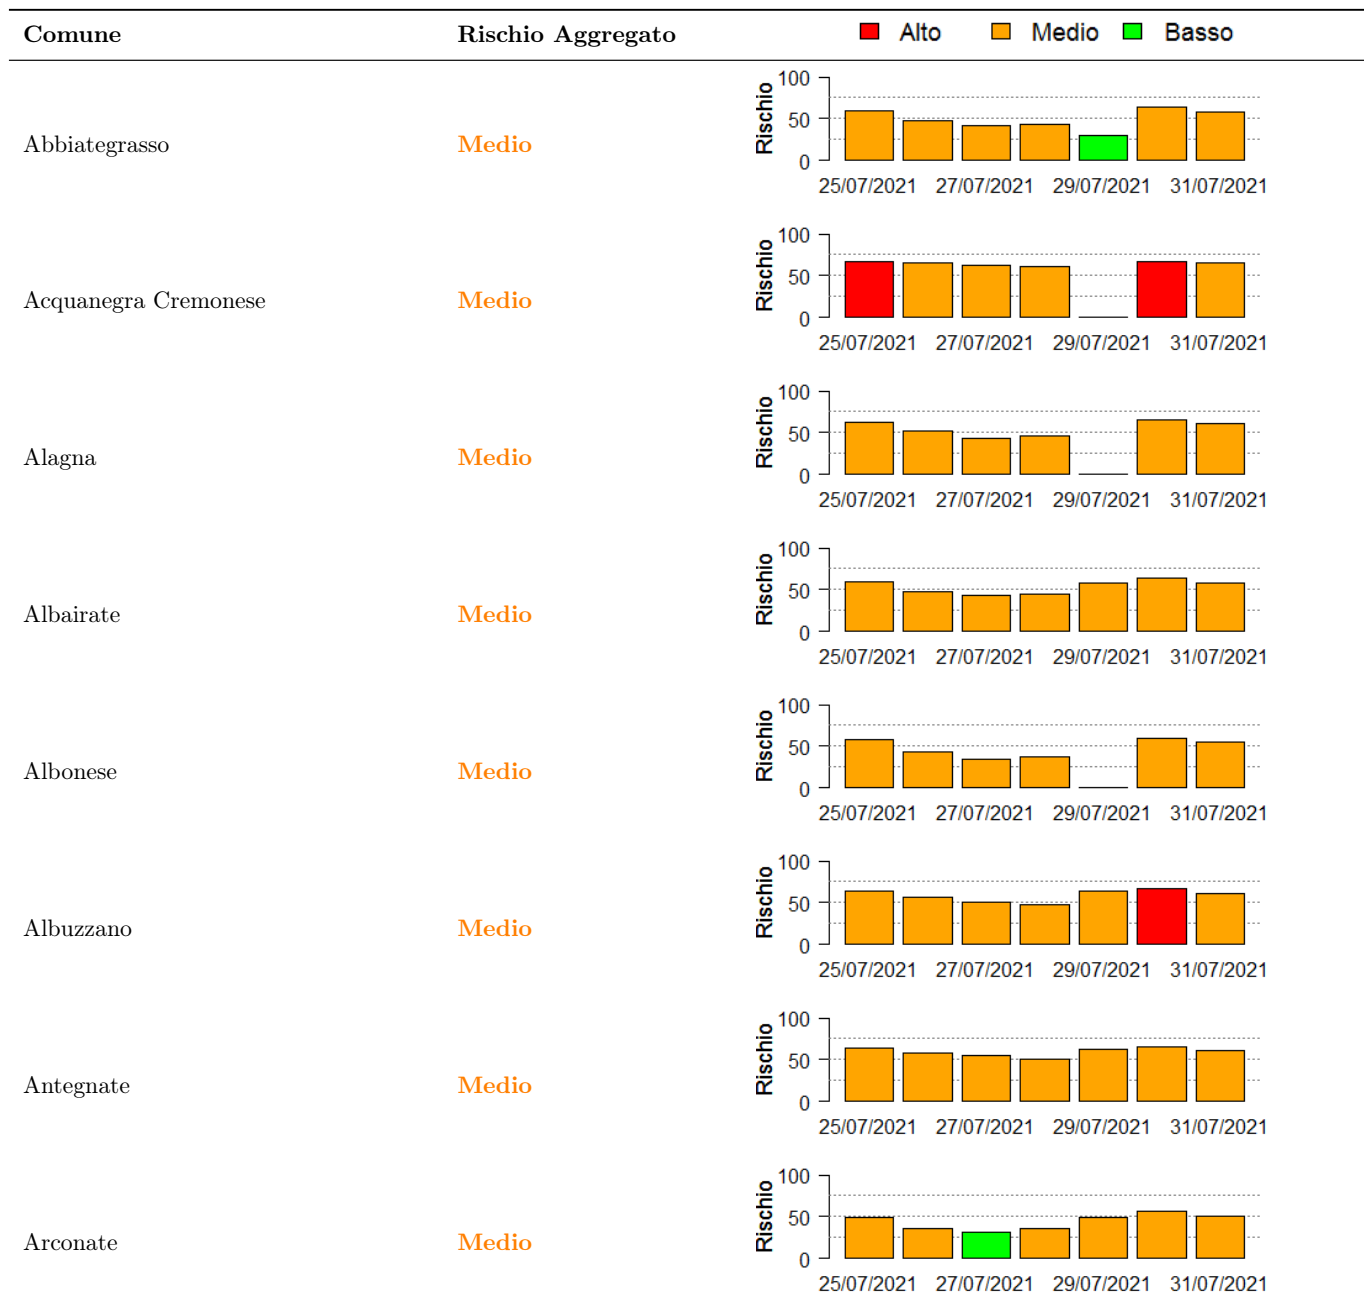 Comune Rischio Aggregato Alto Medio Basso
Rischio
100
50
0
Abbiategrasso Medio
25/07/2021 27/07/2021 29/07/2021 31/07/2021
Rischio
100
50
0
Acquanegra Cremonese Medio
25/07/2021 27/07/2021 29/07/2021 31/07/2021
Rischio
100
50
0
Alagna Medio
25/07/2021 27/07/2021 29/07/2021 31/07/2021
Rischio
100
50
0
Albairate Medio
25/07/2021 27/07/2021 29/07/2021 31/07/2021
Rischio
100
50
0
Albonese Medio
25/07/2021 27/07/2021 29/07/2021 31/07/2021
Rischio
100
50
0
Albuzzano Medio
25/07/2021 27/07/2021 29/07/2021 31/07/2021
Rischio
100
50
0
Antegnate Medio
25/07/2021 27/07/2021 29/07/2021 31/07/2021
Rischio
100
50
0
Arconate Medio
25/07/2021 27/07/2021 29/07/2021 31/07/2021